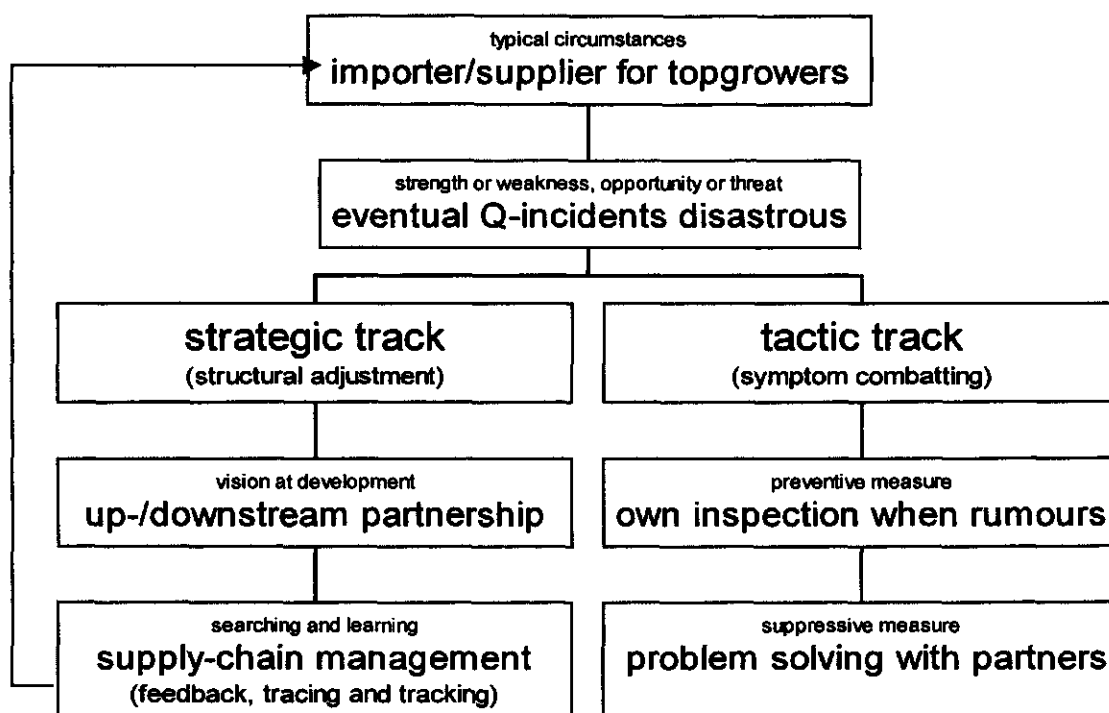 typical circumstances
importer/supplier for topgrowers
strength or weakness, opportunity or threat
eventual Q-incidents disastrous
strategic track
(structural adjustment)
tactic track
(symptom combatting)
vision at development
up-/downstream partnership
preventive measure
own inspection when rumours
searching and learning
supply-chain management
(feedback, tracing and tracking)
suppressive measure
problem solving with partners